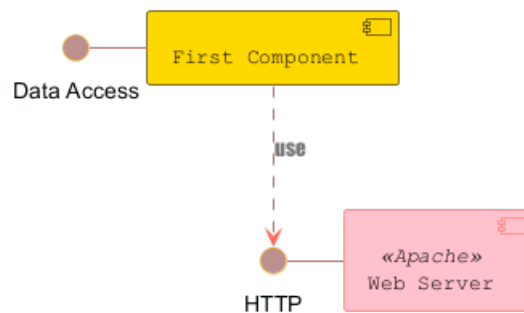 First Component
Data Access
use
«Apache»
Web Server
HTTP